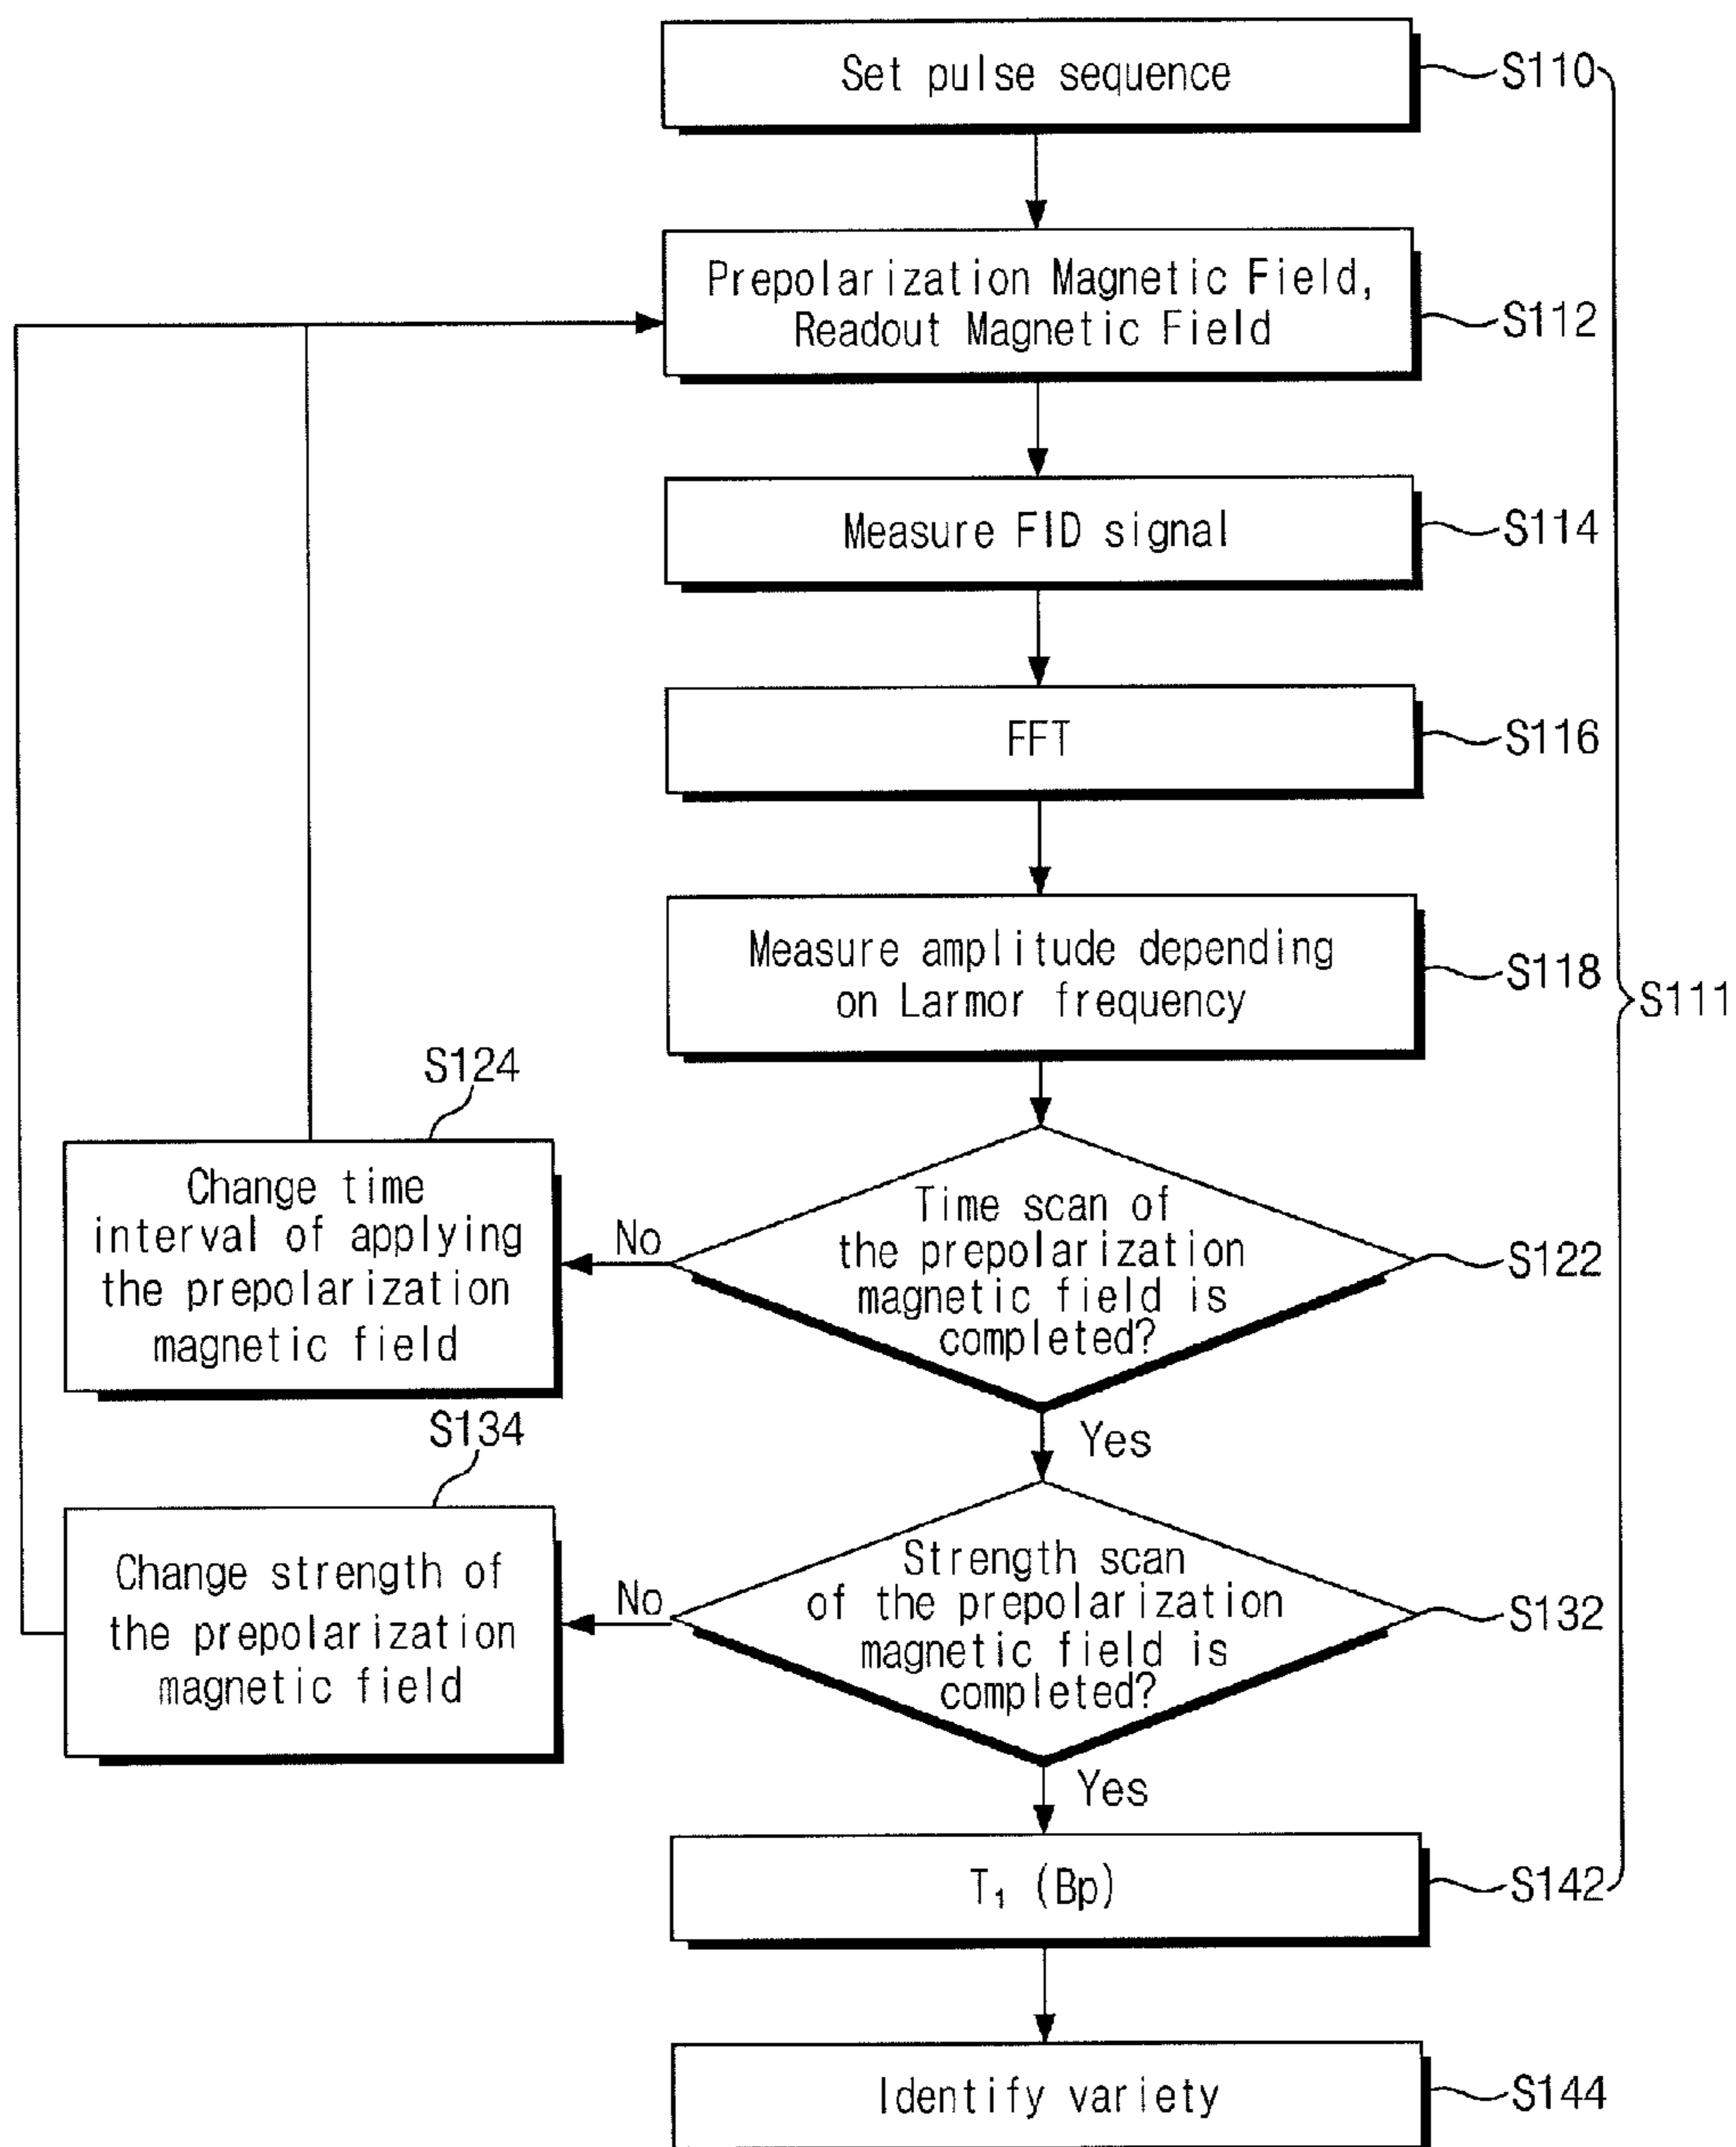 Set pulse sequence
S110
Prepolarization Magnetic Field,
Readout Magnetic Field
S112
Measure FID signal
S114
FFT
S116
Measure amplitude depending
on Larmor frequency
S118
S111
S124
Change time
interval of applying
the prepolarization
magnetic field
No
Time scan of
the prepolarization
magnetic field is
completed?
S122
Yes
S134
Change strength of
the prepolarization
magnetic field
No
Strength scan
of the prepolarization
magnetic field is
completed?
S132
Yes
T₁ (Bp)
S142
Identify variety
S144